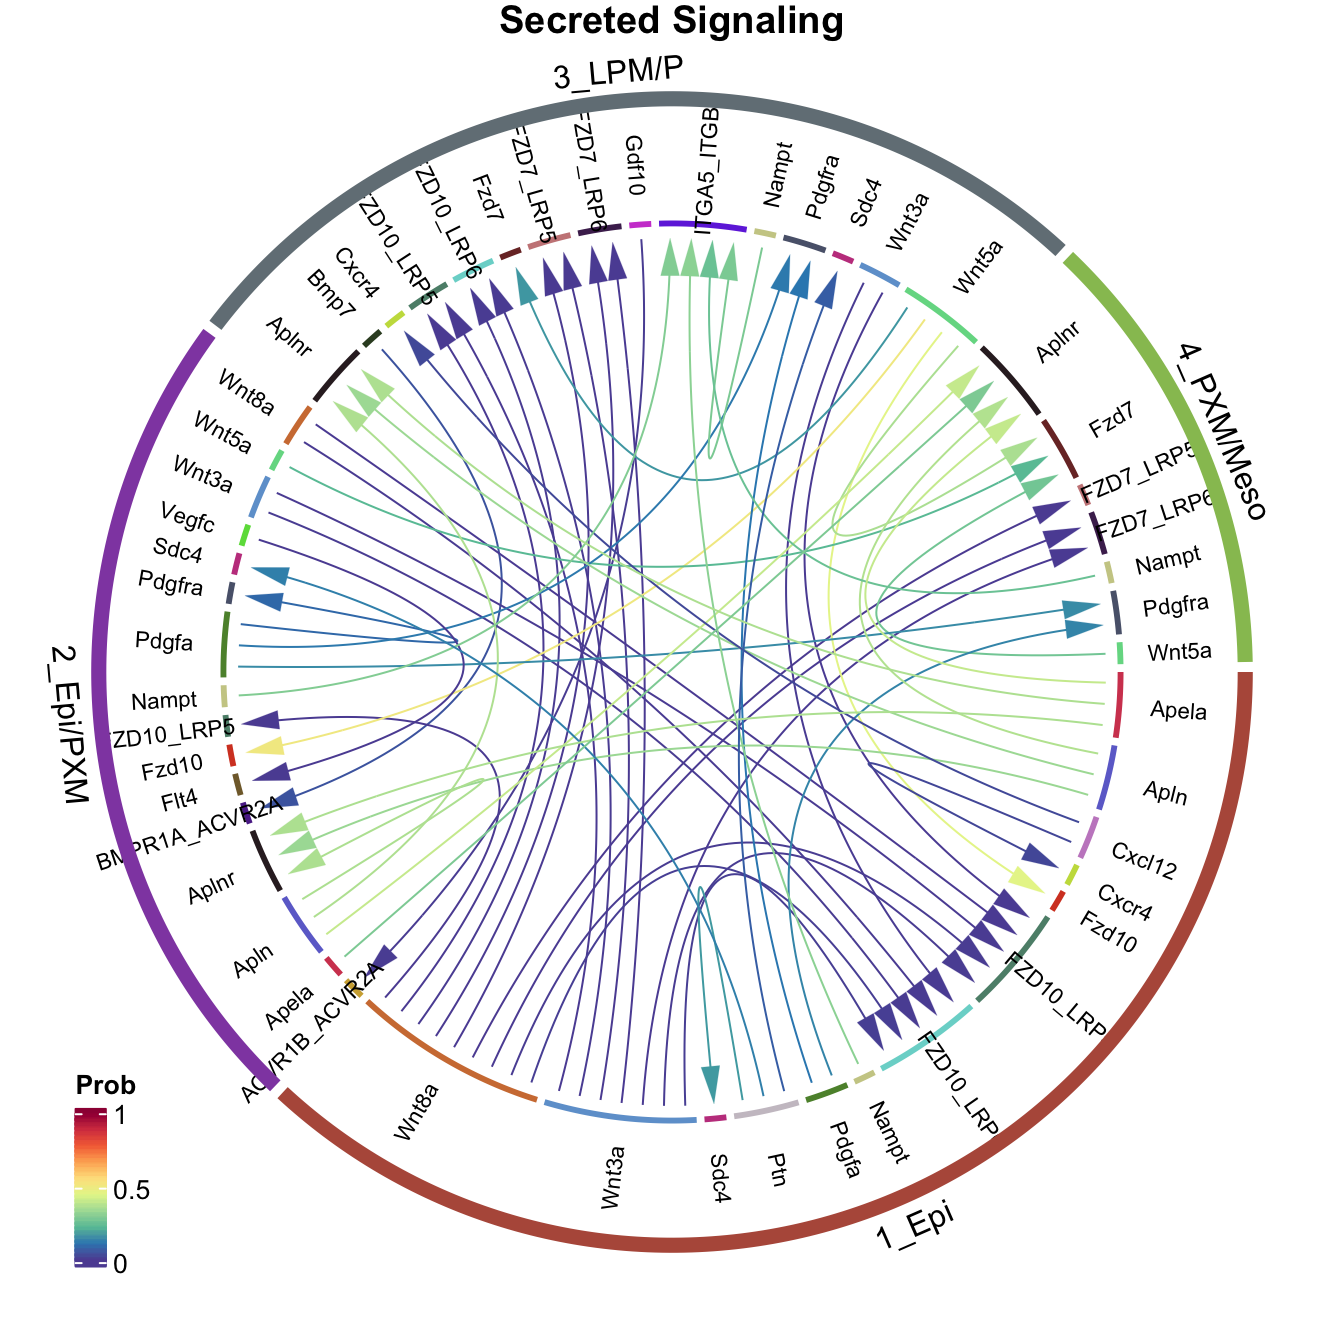 Secreted Signaling
3_LPM/P
4_PXM/Meso
1_Epi
2_Epi/PXM
Gdf10
ITGA5_ITGB
Nampt
Pdgfra
Sdc4
Wnt3a
Wnt5a
Aplnr
Fzd7
FZD7_LRP5
FZD7_LRP6
Nampt
Pdgfra
Wnt5a
Apela
Apln
Cxcl12
Cxcr4
Fzd10
FZD10_LRP
FZD10_LRP
Nampt
Pdgfa
Ptn
Sdc4
Wnt3a
Wnt8a
ACVR1B_ACVR2A
Apela
Apln
Aplnr
BMPR1A_ACVR2A
Flt4
Fzd10
ZD10_LRP5
Nampt
Pdgfa
Pdgfra
Sdc4
Vegfc
Wnt3a
Wnt5a
Wnt8a
Aplnr
Bmp7
Cxcr4
FZD10_LRP5
FZD10_LRP6
Fzd7
FZD7_LRP5
FZD7_LRP6
Prob
1
0.5
0